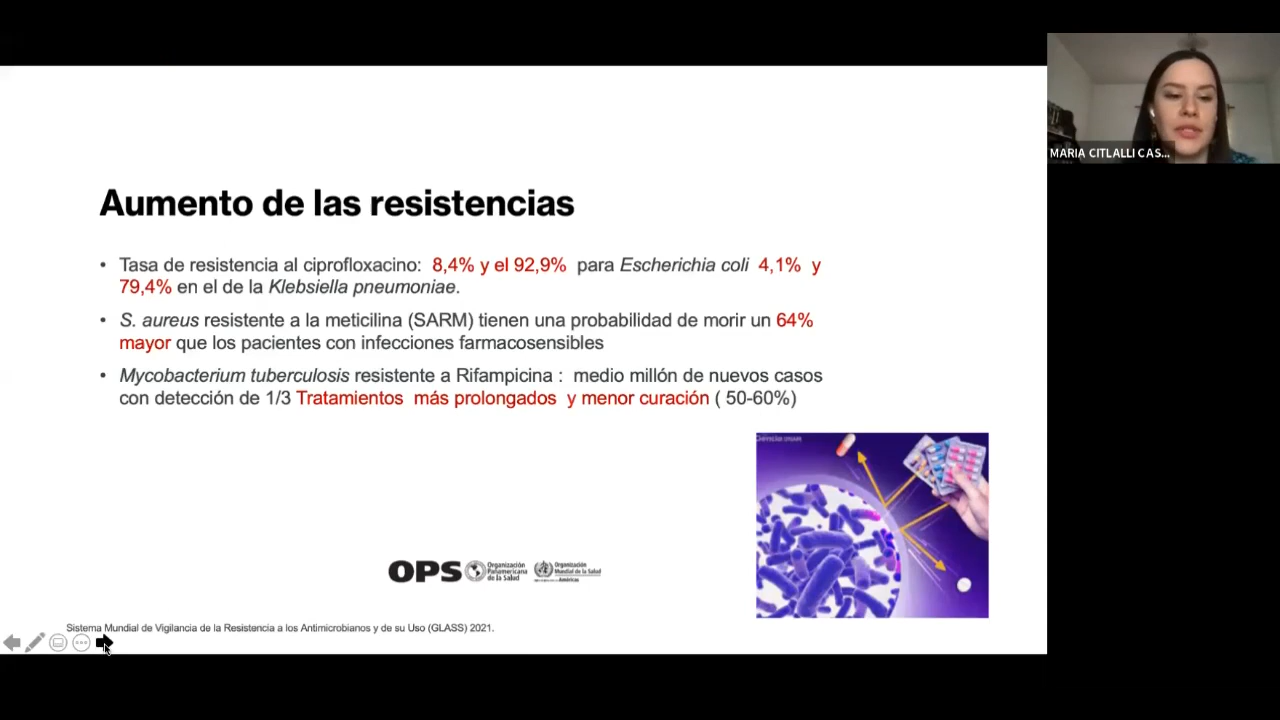 MARIA CITLALLI CAS...
Aumento de las resistencias
• Tasa de resistencia al ciprofloxacino: 8,4% y el 92,9% para Escherichia coli 4,1% y
79,4% en el de la Klebsiella pneumoniae.
• S. aureus resistente a la meticilina (SARM) tienen una probabilidad de morir un 64%
mayor que los pacientes con infecciones farmacosensibles
• Mycobacterium tuberculosis resistente a Rifampicina : medio millón de nuevos casos
con detección de 1/3 Tratamientos más prolongados y menor curación ( 50-60%)
OPS
Organización
Panamericana
de la Salud
Organización
Mundial de la Salud
Américas
Sistema Mundial de Vigilancia de la Resistencia a los Antimicrobianos y de su Uso (GLASS) 2021.